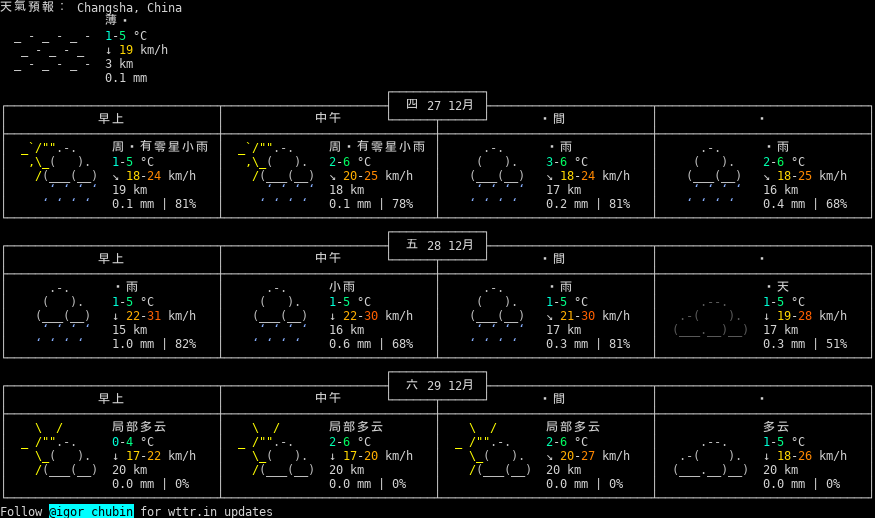 天氣預報： Changsha, China
薄・
1-5 °C
↓ 19 km/h
3 km
0.1 mm
四 27 12月
早上 中午 ・間 ・
周・有零星小雨 周・有零星小雨 ・雨 ・雨
1-5 °C 2-6 °C 3-6 °C 2-6 °C
↘ 18-24 km/h ↘ 20-25 km/h ↘ 18-24 km/h ↘ 18-25 km/h
19 km 18 km 17 km 16 km
0.1 mm | 81% 0.1 mm | 78% 0.2 mm | 81% 0.4 mm | 68%
五 28 12月
早上 中午 ・間 ・
・雨 小雨 ・雨 ・天
1-5 °C 1-5 °C 1-5 °C 1-5 °C
↓ 22-31 km/h ↓ 22-30 km/h ↘ 21-30 km/h ↓ 19-28 km/h
15 km 16 km 17 km 17 km
1.0 mm | 82% 0.6 mm | 68% 0.3 mm | 81% 0.3 mm | 51%
六 29 12月
早上 中午 ・間 ・
局部多云 局部多云 局部多云 多云
0-4 °C 2-6 °C 2-6 °C 1-5 °C
↓ 17-22 km/h ↓ 17-20 km/h ↘ 20-27 km/h ↓ 18-26 km/h
20 km 20 km 20 km 20 km
0.0 mm | 0% 0.0 mm | 0% 0.0 mm | 0% 0.0 mm | 0%
Follow @igor_chubin for wttr.in updates